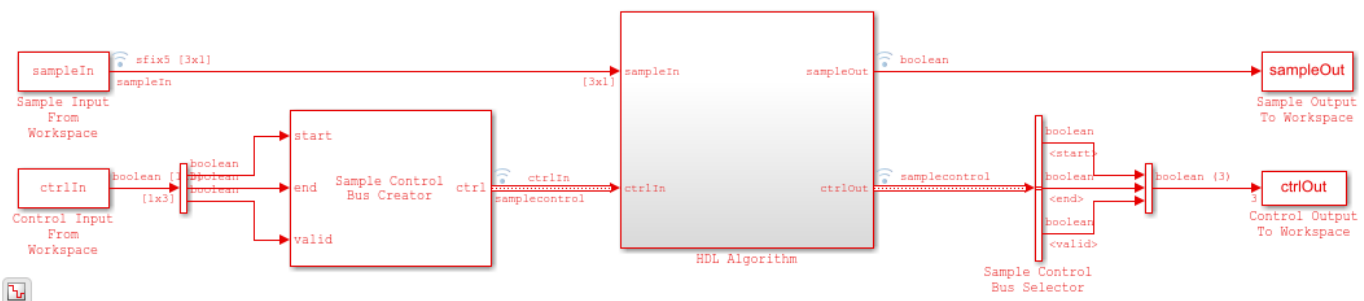 sampleIn
Sample Input
From
Workspace
sfix5 [3x1]
sampleIn
[3x1]
sampleIn
sampleOut
boolean
sampleOut
Sample Output
To Workspace
ctrlIn
Control Input
From
Workspace
boolean
[1x3]
boolean
boolean
start
end
valid
Sample Control
Bus Creator
ctrl
ctrlIn
samplecontrol
ctrlIn
ctrlOut
HDL Algorithm
samplecontrol
boolean
<start>
boolean
<end>
boolean
<valid>
Sample Control
Bus Selector
boolean (3)
3
ctrlOut
Control Output
To Workspace